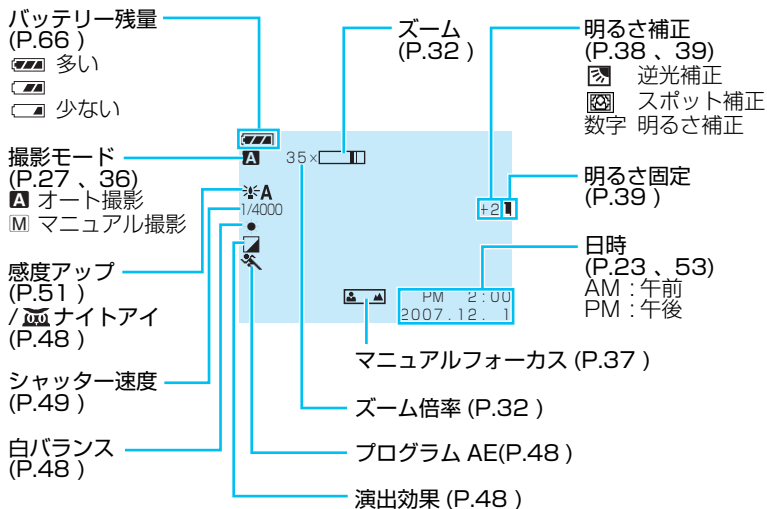 バッテリー残量
(P.66 )
多い
少ない
撮影モード
(P.27 、36)
A オート撮影
M マニュアル撮影
感度アップ
(P.51 )
/ ナイトアイ
(P.48 )
シャッター速度
(P.49 )
白バランス
(P.48 )
ズーム
(P.32 )
A
35×
A
1/4000
+2
PM 2:00
2007.12. 1
明るさ補正
(P.38 、39)
逆光補正
スポット補正
数字 明るさ補正
明るさ固定
(P.39 )
日時
(P.23 、53)
AM : 午前
PM : 午後
マニュアルフォーカス (P.37 )
ズーム倍率 (P.32 )
プログラム AE(P.48 )
演出効果 (P.48 )